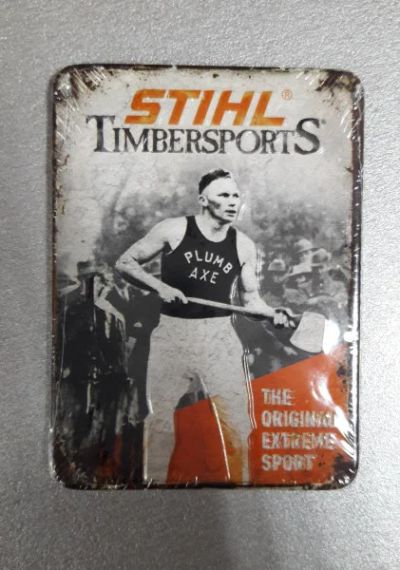 STIHL®
TIMBERSPORTS®
PLUMB
AXE
THE
ORIGINAL
EXTREME
SPORT